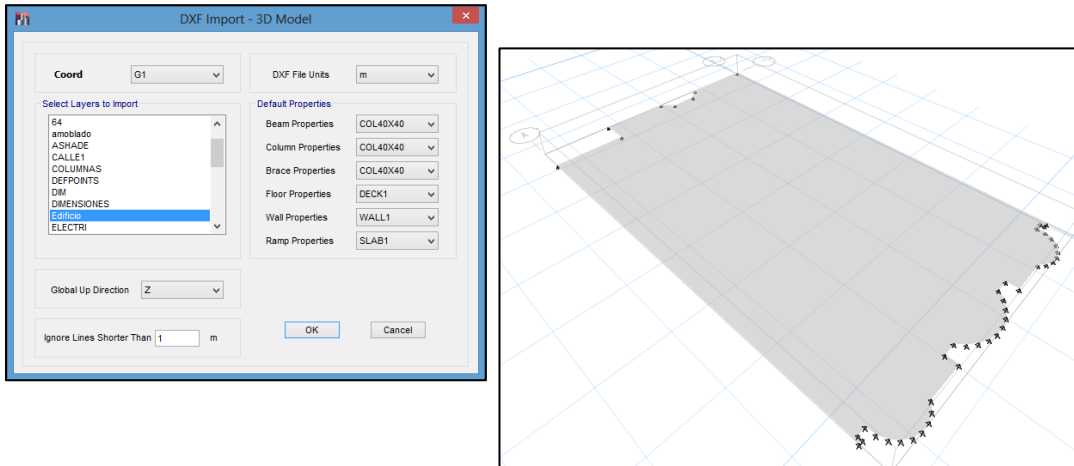 DXF Import - 3D Model
Coord G1
DXF File Units m
Select Layers to Import
64
amoblado
ASHADE
CALLE1
COLUMNAS
DEFPOINTS
DIM
DIMENSIONES
Edificio
ELECTRI
Default Properties
Beam Properties COL40X40
Column Properties COL40X40
Brace Properties COL40X40
Floor Properties DECK1
Wall Properties WALL1
Ramp Properties SLAB1
Global Up Direction Z
Ignore Lines Shorter Than 1 m
OK Cancel
A